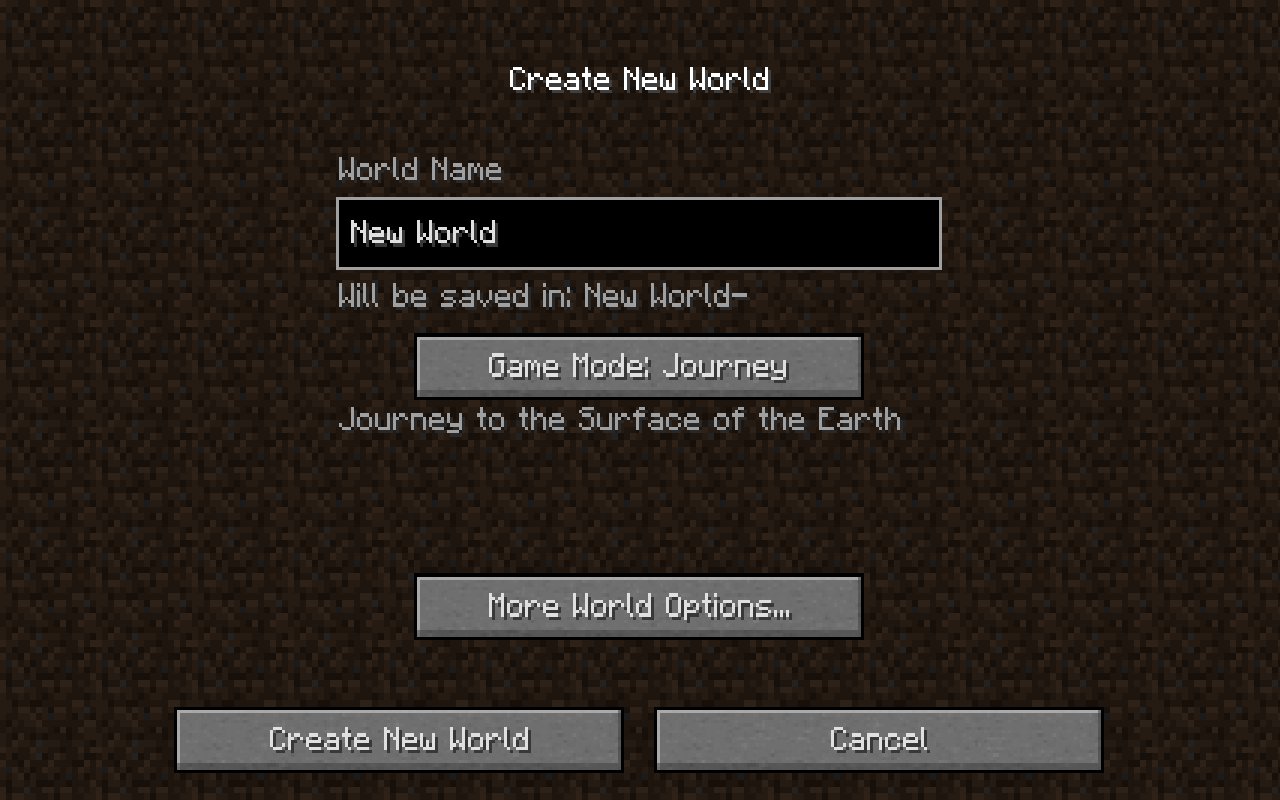 Create New World
World Name
New World
Will be saved in: New World-
Game Mode: Journey
Journey to the Surface of the Earth
More World Options...
Create New World
Cancel